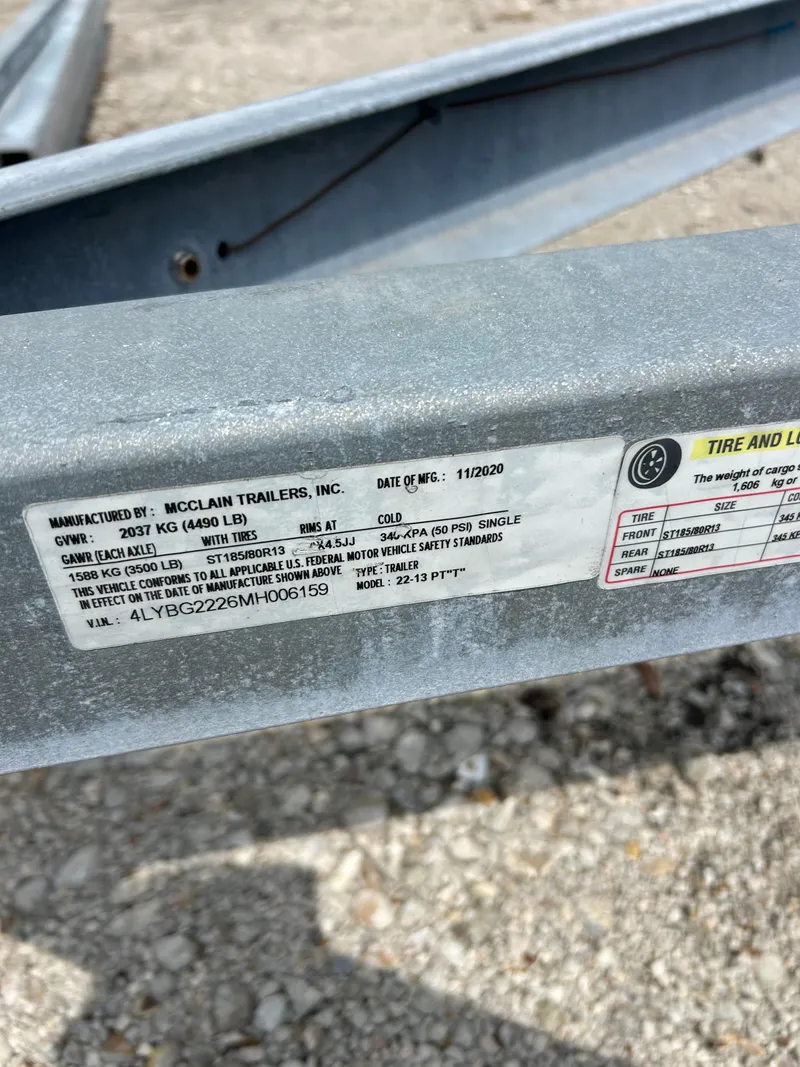 MANUFACTURED BY: MCCLAIN TRAILERS, INC. DATE OF MFG.: 11/2020
GVWR: 2037 KG (4490 LB)
GAWR (EACH AXLE) WITH TIRES RIMS AT COLD
1588 KG (3500 LB) ST185/80R13 X4.5JJ 340 KPA (50 PSI) SINGLE
THIS VEHICLE CONFORMS TO ALL APPLICABLE U.S. FEDERAL MOTOR VEHICLE SAFETY STANDARDS
IN EFFECT ON THE DATE OF MANUFACTURE SHOWN ABOVE TYPE: TRAILER
V.I.N.: 4LYBG2226MH006159 MODEL: 22-13 PT"T"
TIRE AND
The weight of cargo
1,606 kg or
TIRE SIZE
FRONT ST185/80R13 345
REAR ST185/80R13 345
SPARE NONE